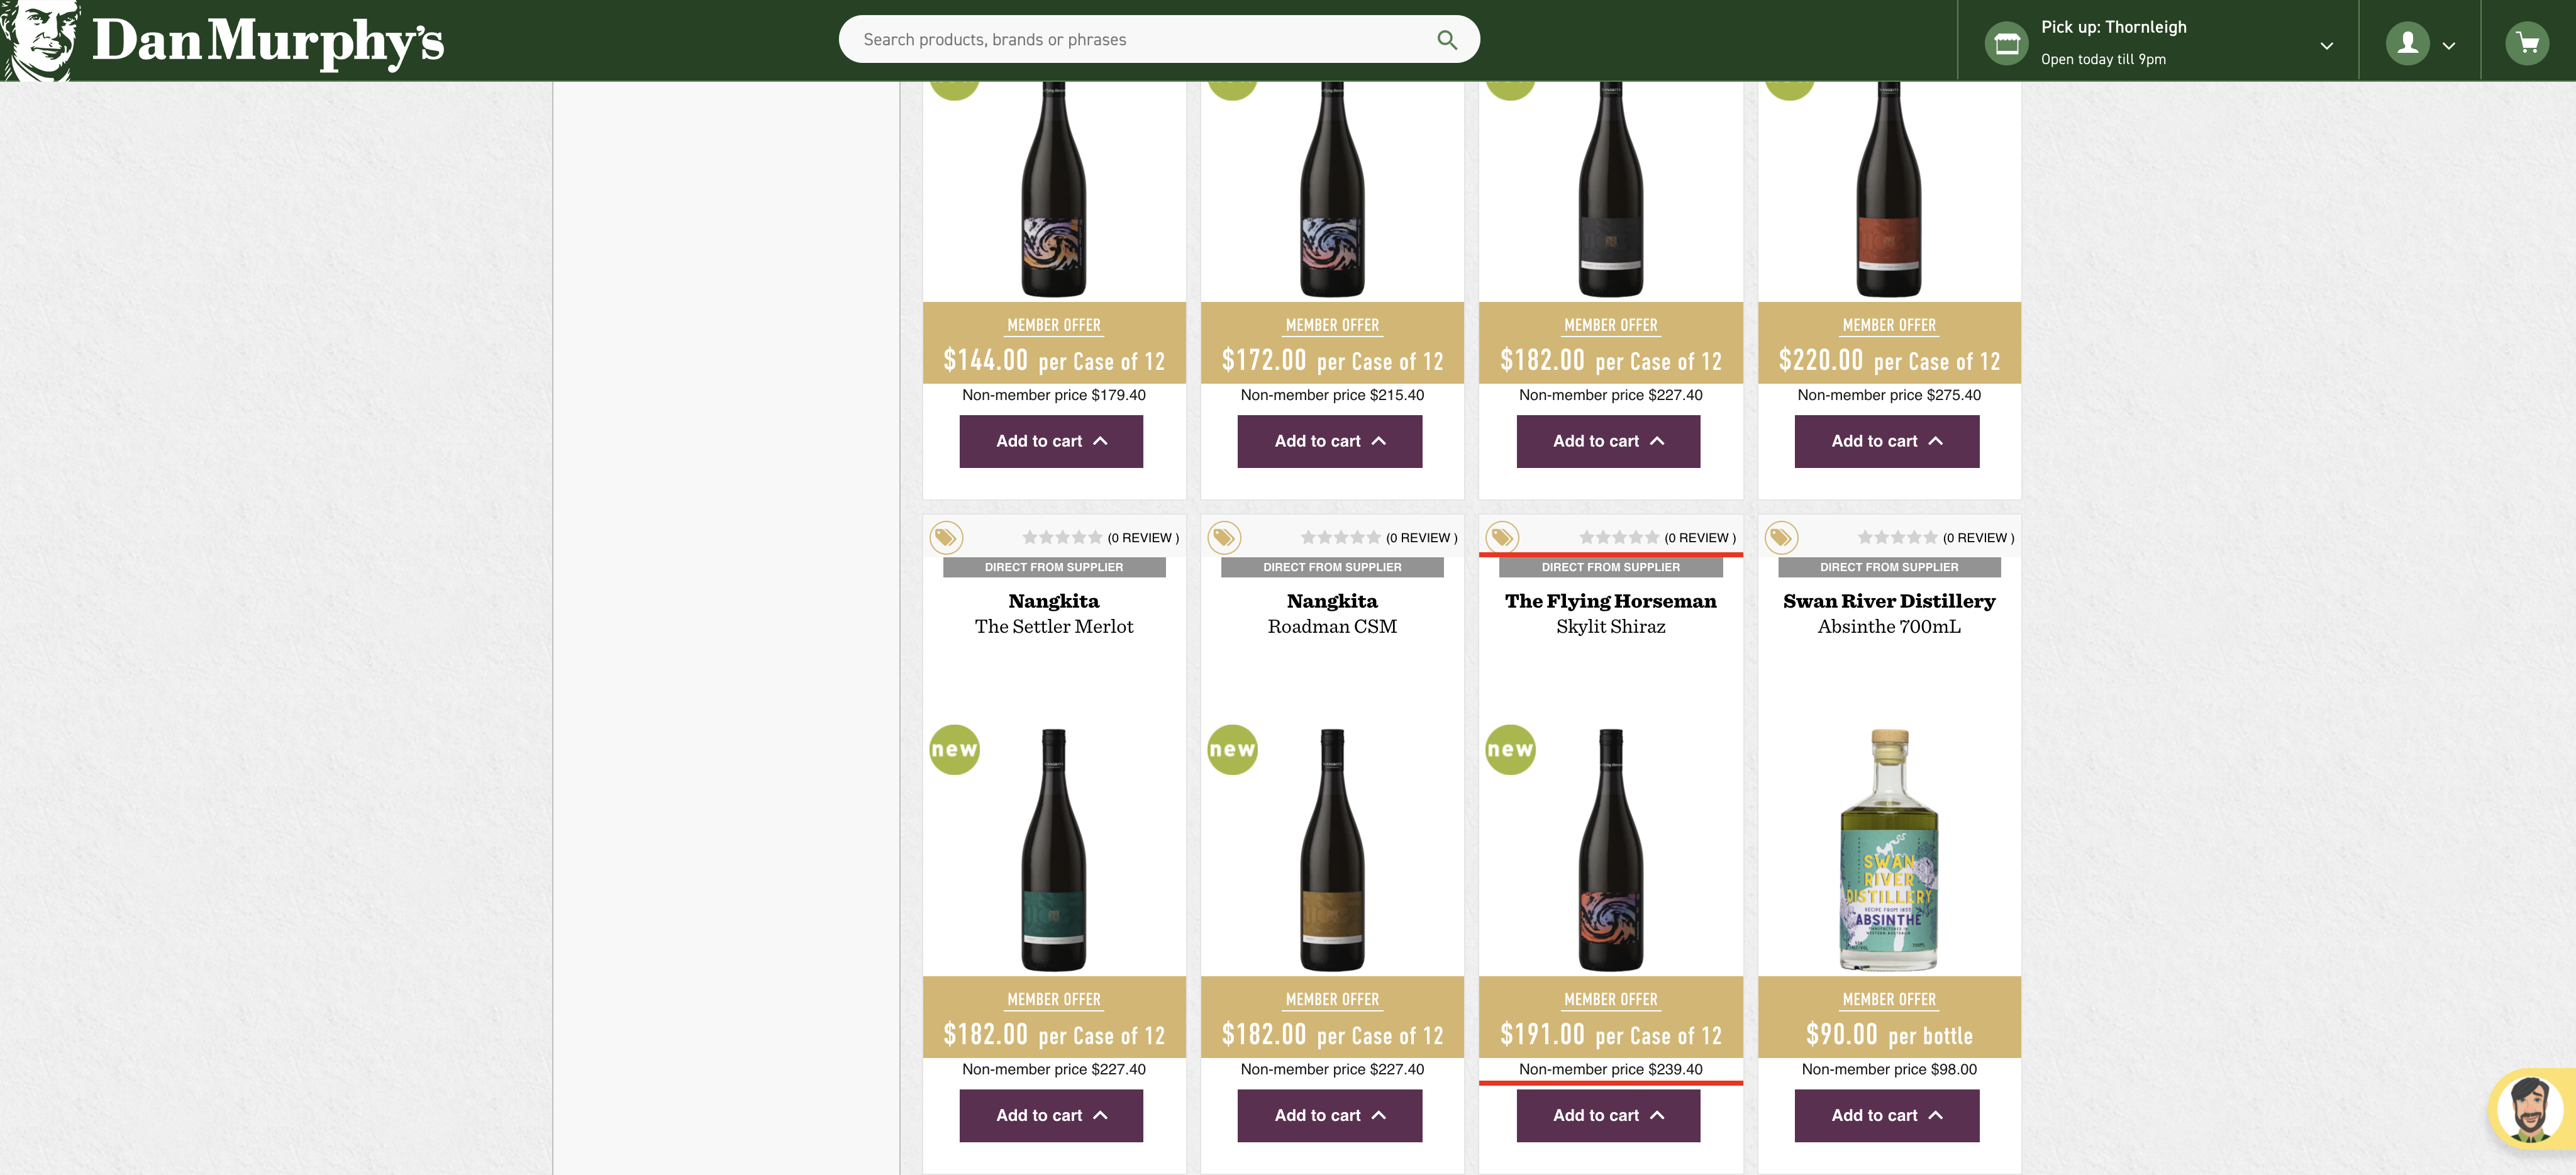 Dan Murphy's
Search products, brands or phrases
Pick up: Thornleigh
Open today till 9pm
MEMBER OFFER
$144.00 per Case of 12
Non-member price $179.40
Add to cart
MEMBER OFFER
$172.00 per Case of 12
Non-member price $215.40
Add to cart
MEMBER OFFER
$182.00 per Case of 12
Non-member price $227.40
Add to cart
MEMBER OFFER
$220.00 per Case of 12
Non-member price $275.40
Add to cart
(0 REVIEW )
DIRECT FROM SUPPLIER
Nangkita
The Settler Merlot
new
MEMBER OFFER
$182.00 per Case of 12
Non-member price $227.40
Add to cart
(0 REVIEW )
DIRECT FROM SUPPLIER
Nangkita
Roadman CSM
new
MEMBER OFFER
$182.00 per Case of 12
Non-member price $227.40
Add to cart
(0 REVIEW )
DIRECT FROM SUPPLIER
The Flying Horseman
Skylit Shiraz
new
MEMBER OFFER
$191.00 per Case of 12
Non-member price $239.40
Add to cart
(0 REVIEW )
DIRECT FROM SUPPLIER
Swan River Distillery
Absinthe 700mL
SWAN
RIVER
DISTILLERY
ABSINTHE
MEMBER OFFER
$90.00 per bottle
Non-member price $98.00
Add to cart